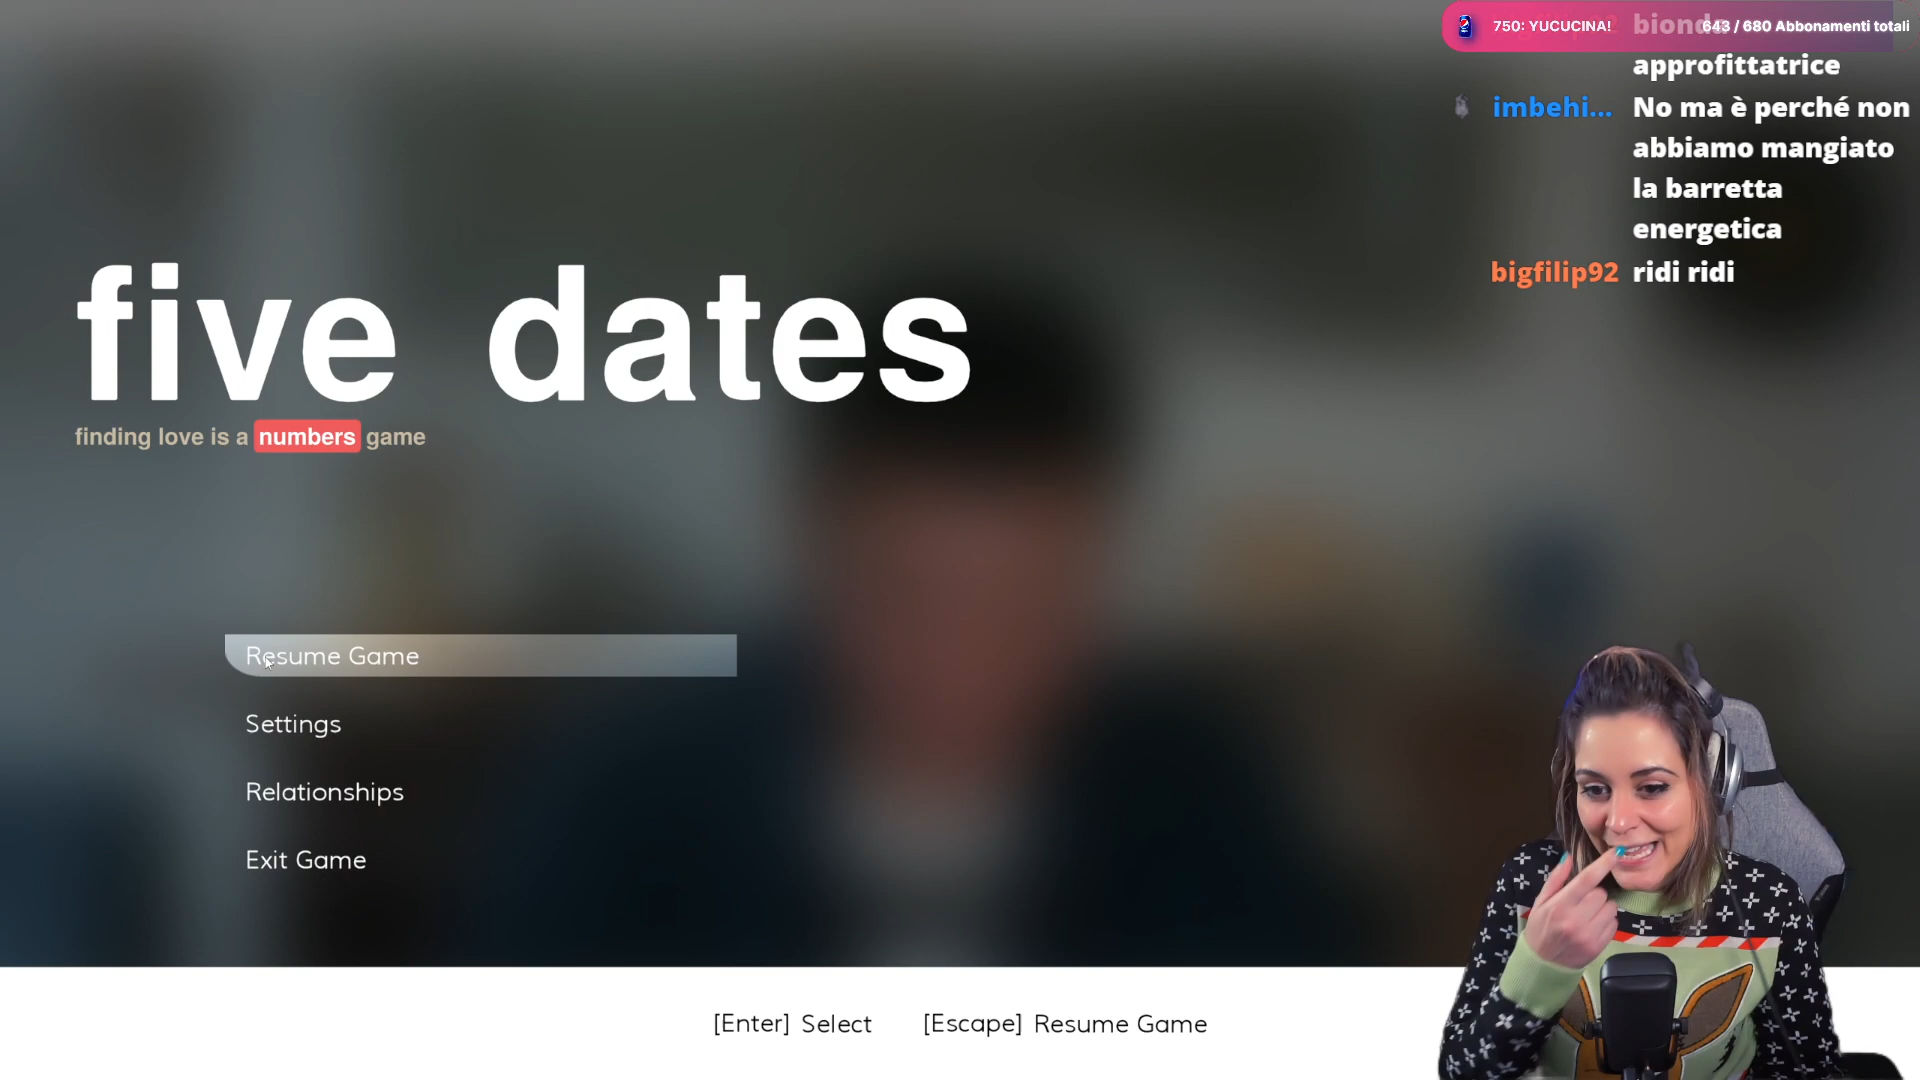 750: YUCUCINA!
643 / 680 Abbonamenti totali
approfittatrice
imbehi... No ma è perché non
abbiamo mangiato
la barretta
energetica
bigfilip92 ridi ridi
five dates
finding love is a numbers game
Resume Game
Settings
Relationships
Exit Game
[Enter] Select [Escape] Resume Game